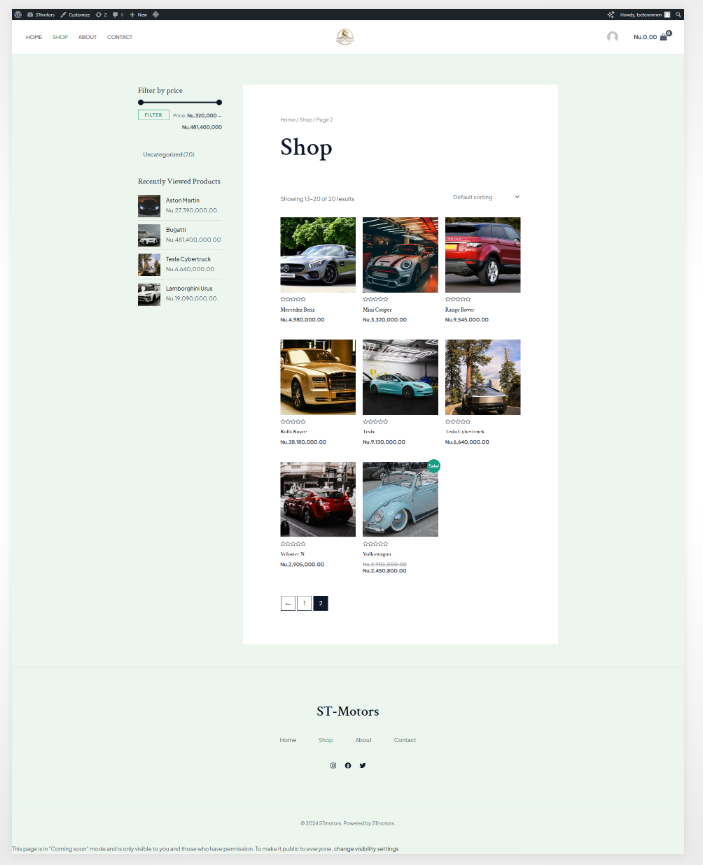 STmotors Customize 2 0 New Howdy,
HOME SHOP ABOUT CONTACT Nu.0.00 0
Filter by price
FILTER Price: Nu.320,000 —
Nu.481,400,000
Uncategorized (20)
Recently Viewed Products
Aston Martin
Nu.27,390,000.00
Bugatti
Nu.481,400,000.00
Tesla Cybertruck
Nu.6,640,000.00
Lamborghini Urus
Nu.19,090,000.00
Home / Shop / Page 2
Shop
Showing 13–20 of 20 results Default sorting
Mercedez Benz Mini Cooper Range Rover
Nu.4,980,000.00 Nu.3,320,000.00 Nu.9,545,000.00
Rolls Royce Tesla Tesla Cybertruck
Nu.38,180,000.00 Nu.9,130,000.00 Nu.6,640,000.00
Sale!
Veloster N Volkswagon
Nu.2,905,000.00 Nu.2,905,000.00
Nu.2,450,800.00
← 1 2
ST-Motors
Home Shop About Contact
© 2024 STmotors. Powered by STmotors.
This page is in "Coming soon" mode and is only visible to you and those who have permission. To make it public to everyone, change visibility settings